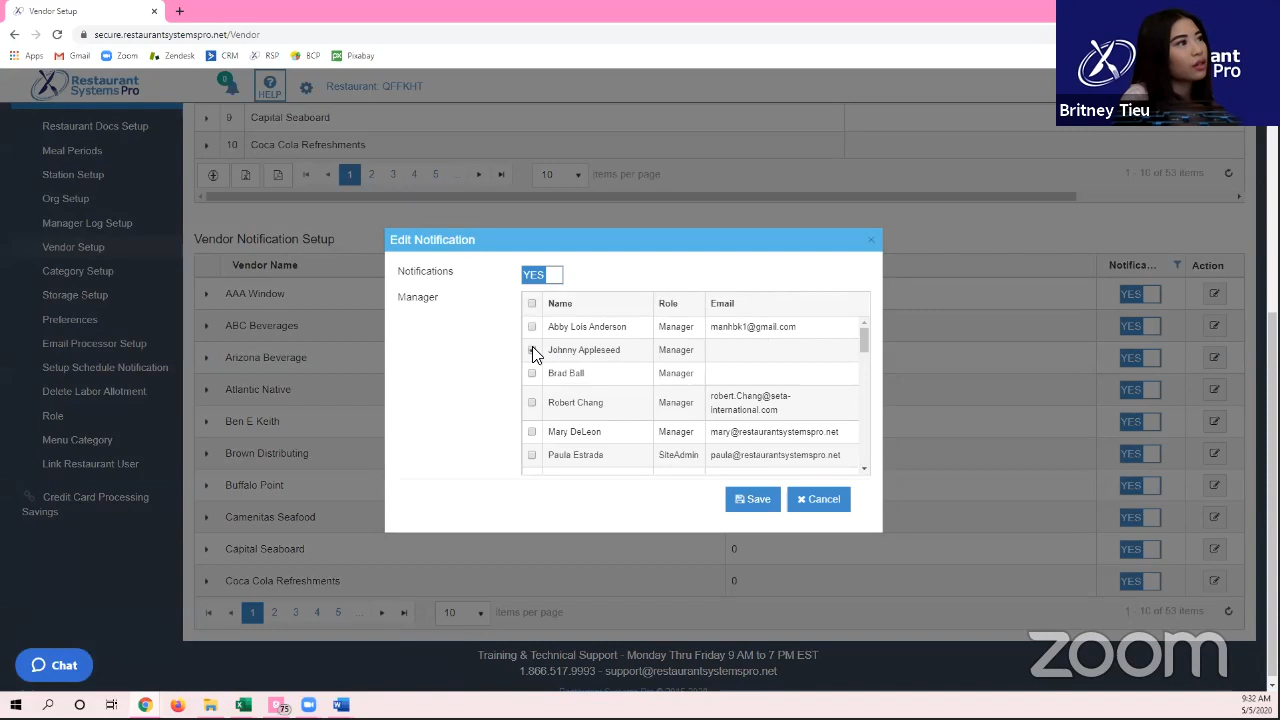 Vendor Setup
secure.restaurantsystemspro.net/Vendor
Apps Gmail Zoom Zendesk CRM RSP BCP Pixabay
Restaurant
Systems Pro
0
HELP
Restaurant: QFFKHT
ant
Pro
Britney Tieu
Restaurant Docs Setup
Meal Periods
Station Setup
Org Setup
Manager Log Setup
Vendor Setup
Category Setup
Storage Setup
Preferences
Email Processor Setup
Setup Schedule Notification
Delete Labor Allotment
Role
Menu Category
Link Restaurant User
Credit Card Processing
Savings
9 Capital Seaboard
10 Coca Cola Refreshments
1 2 3 4 5 ... 10 items per page 1 - 10 of 53 items
Vendor Notification Setup
Vendor Name Notifica... Action
AAA Window YES
ABC Beverages YES
Arizona Beverage YES
Atlantic Native YES
Ben E Keith YES
Brown Distributing YES
Buffalo Point YES
Camenitas Seafood YES
Capital Seaboard 0 YES
Coca Cola Refreshments 0 YES
1 2 3 4 5 ... 10 items per page 1 - 10 of 53 items
Edit Notification
Notifications YES
Manager
Name Role Email
Abby Lois Anderson Manager manhbk1@gmail.com
Johnny Appleseed Manager
Brad Ball Manager
Robert Chang Manager robert.Chang@seta-
international.com
Mary DeLeon Manager mary@restaurantsystemspro.net
Paula Estrada SiteAdmin paula@restaurantsystemspro.net
Save Cancel
Training & Technical Support - Monday Thru Friday 9 AM to 7 PM EST
1.866.517.9993 - support@restaurantsystemspro.net
Chat
zoom
75
9:32 AM
5/5/2020